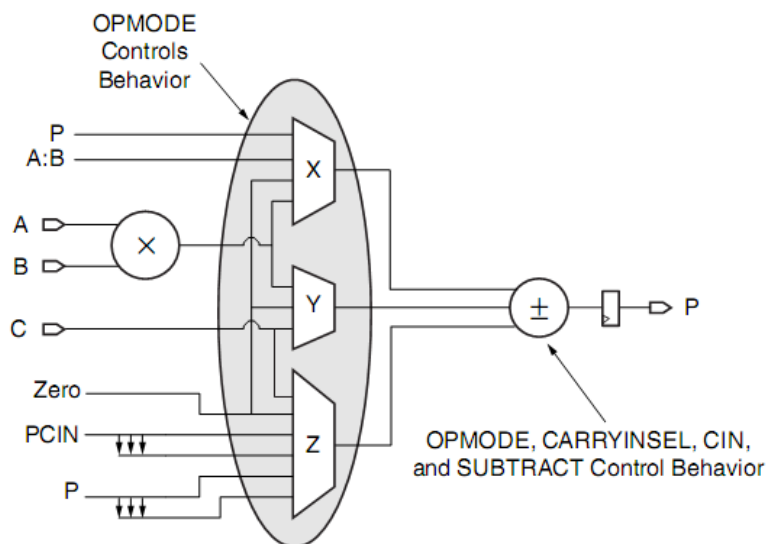 OPMODE
Controls
Behavior
P
A:B
X
A
×
B
Y
±
P
C
Zero
PCIN
Z
OPMODE, CARRYINSEL, CIN,
and SUBTRACT Control Behavior
P